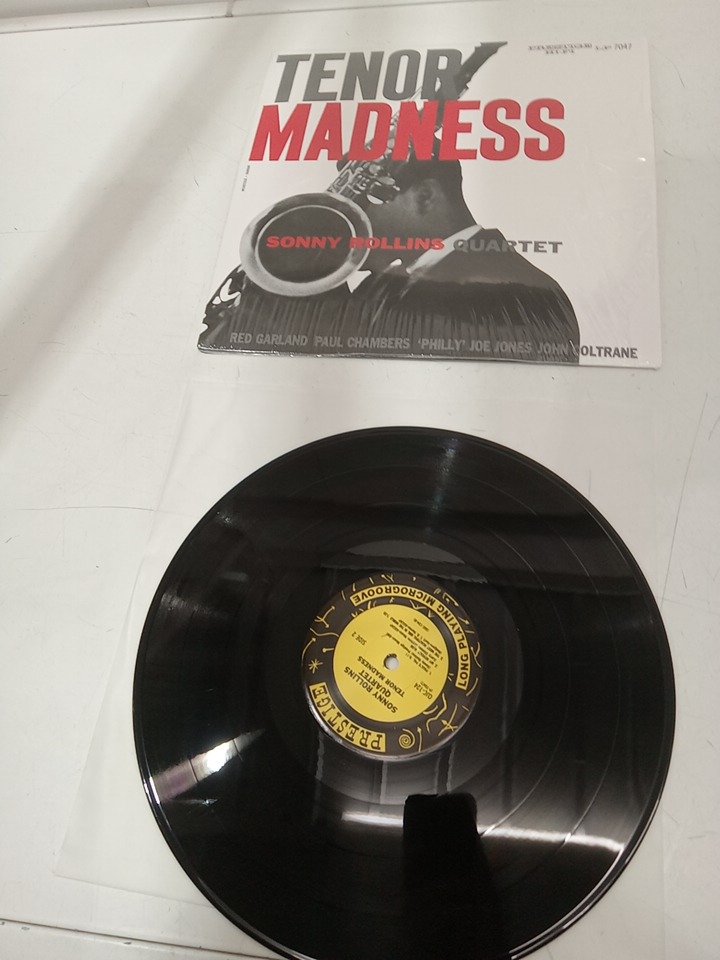 TENOR
MADNESS
7047
SONNY ROLLINS QUARTET
RED GARLAND PAUL CHAMBERS 'PHILLY' JOE JONES JOHN COLTRANE
PRESTIGE
SONNY ROLLINS
QUARTET
TENOR MADNESS
SIDE 2
LONG PLAYING MICROGROOVE